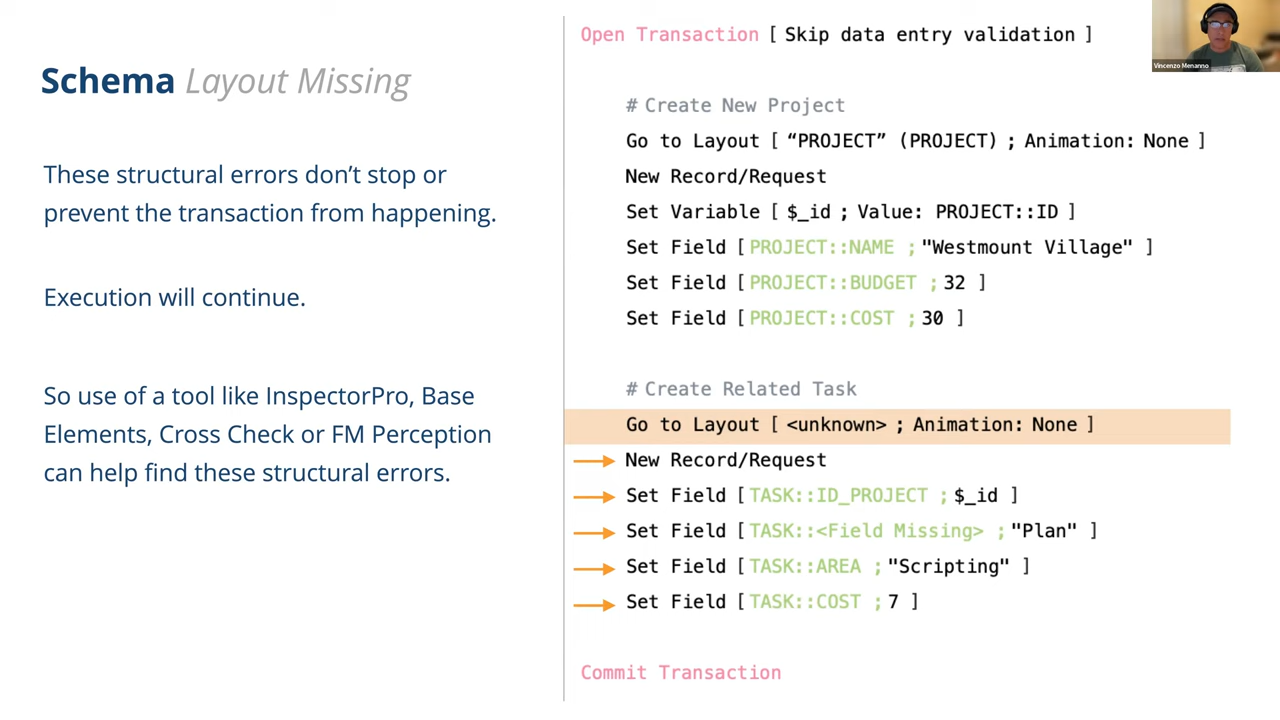 Schema Layout Missing
These structural errors don’t stop or
prevent the transaction from happening.
Execution will continue.
So use of a tool like InspectorPro, Base
Elements, Cross Check or FM Perception
can help find these structural errors.
Open Transaction [ Skip data entry validation ]
# Create New Project
Go to Layout [ “PROJECT” (PROJECT) ; Animation: None ]
New Record/Request
Set Variable [ $_id ; Value: PROJECT::ID ]
Set Field [ PROJECT::NAME ; "Westmount Village" ]
Set Field [ PROJECT::BUDGET ; 32 ]
Set Field [ PROJECT::COST ; 30 ]
# Create Related Task
Go to Layout [ <unknown> ; Animation: None ]
New Record/Request
Set Field [ TASK::ID_PROJECT ; $_id ]
Set Field [ TASK::<Field Missing> ; "Plan" ]
Set Field [ TASK::AREA ; "Scripting" ]
Set Field [ TASK::COST ; 7 ]
Commit Transaction
Vincenzo Menanno